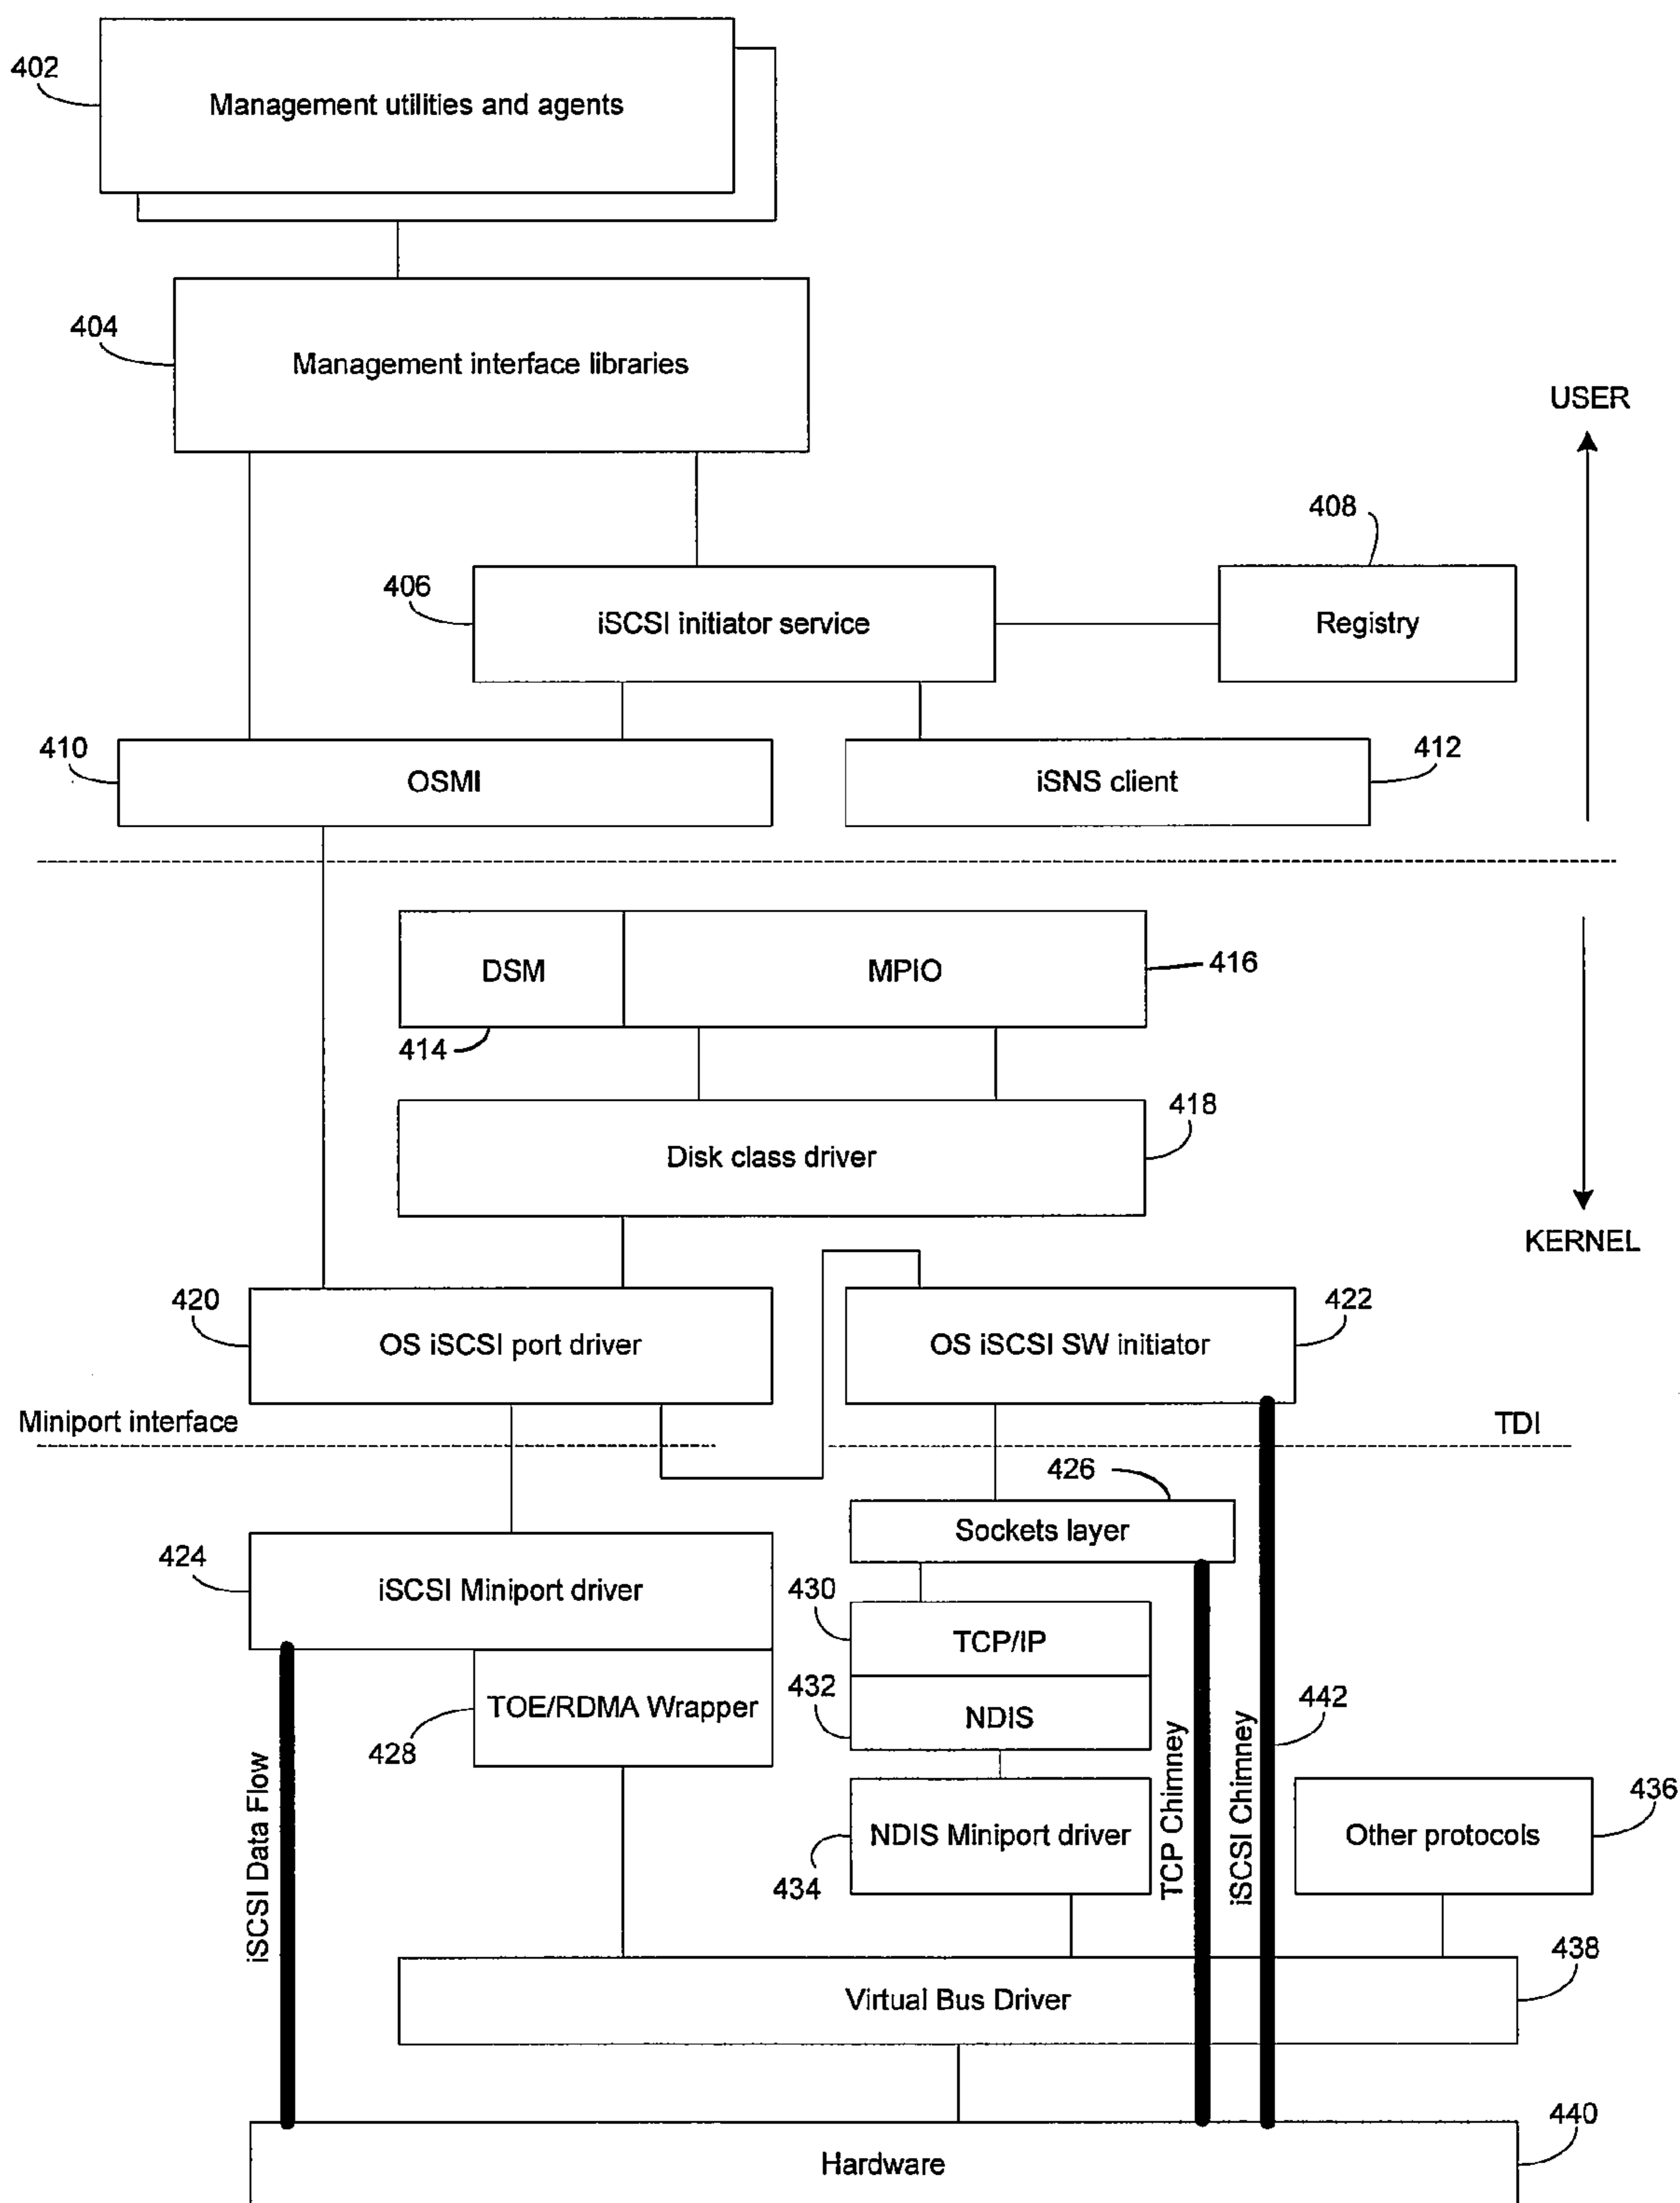 402
Management utilities and agents
404
Management interface libraries
USER
408
406
iSCSI initiator service
Registry
410
OSMI
iSNS client
412
DSM
MPIO
416
414
418
Disk class driver
KERNEL
420
OS iSCSI port driver
OS iSCSI SW initiator
422
Miniport interface
TDI
426
Sockets layer
424
iSCSI Miniport driver
430
TCP/IP
432
NDIS
TOE/RDMA Wrapper
428
442
iSCSI Data Flow
TCP Chimney
iSCSI Chimney
436
NDIS Miniport driver
Other protocols
434
438
Virtual Bus Driver
440
Hardware